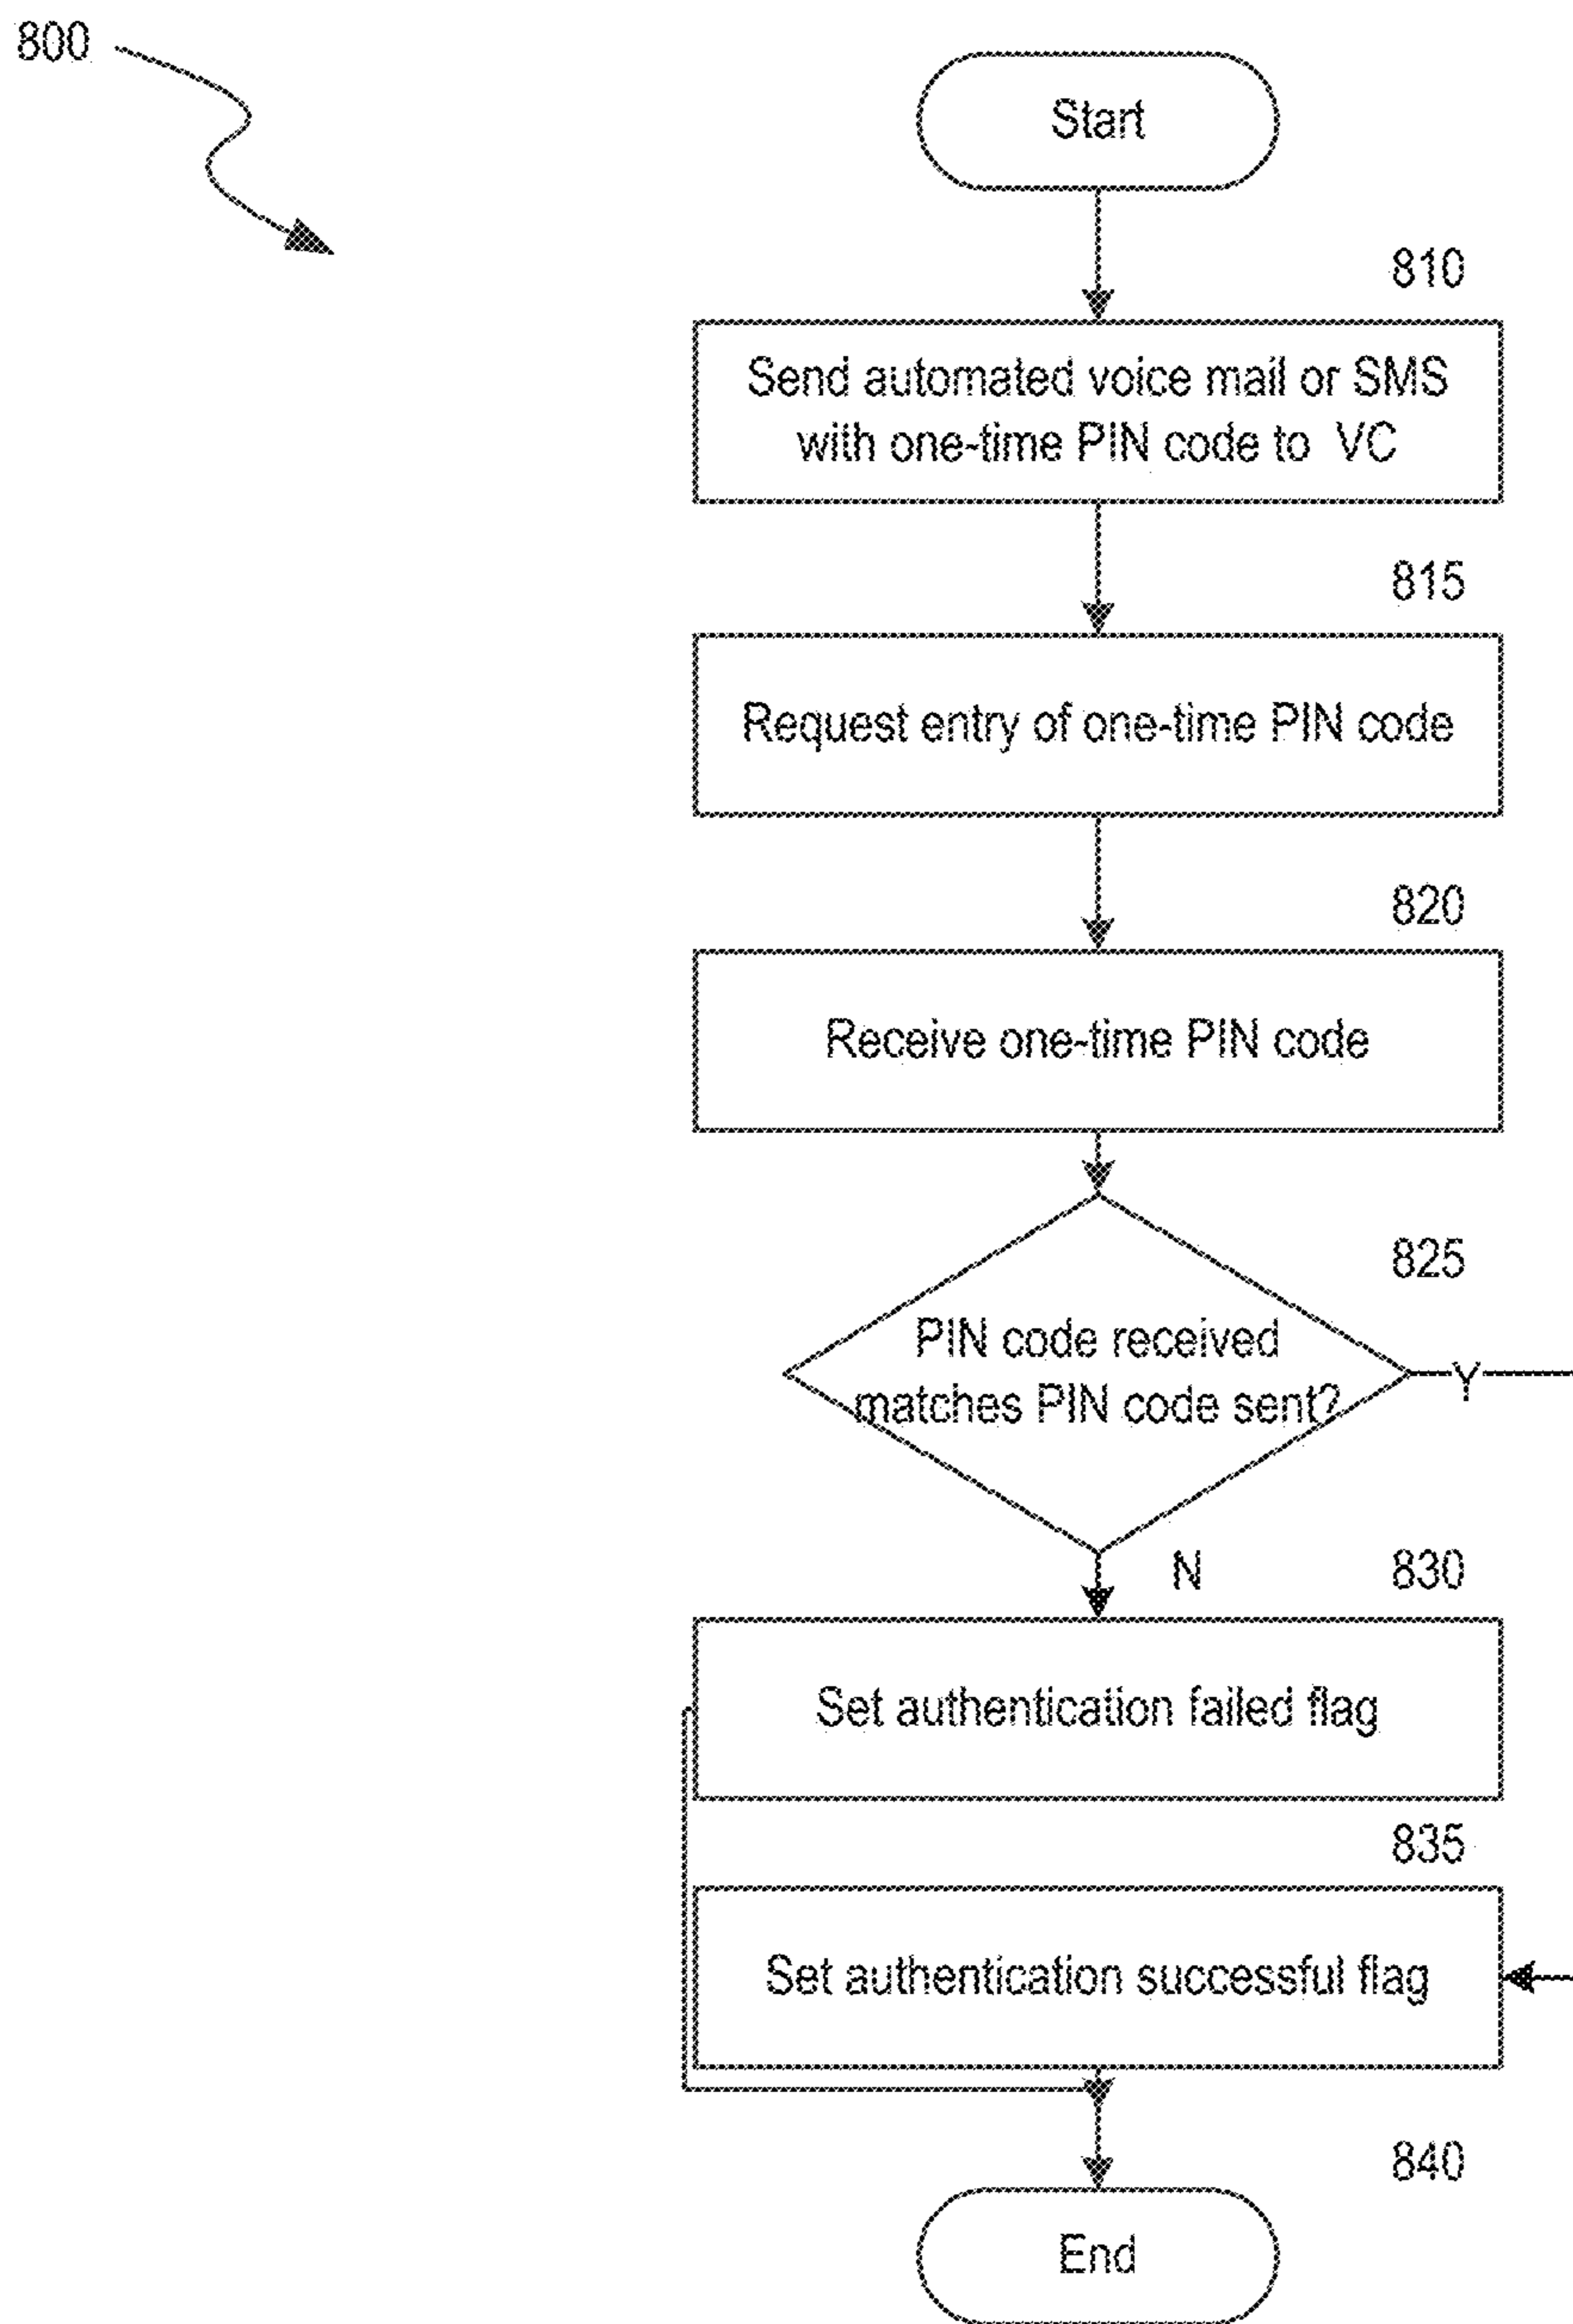 800
Start
810
Send automated voice mail or SMS
with one-time PIN code to VC
815
Request entry of one-time PIN code
820
Receive one-time PIN code
825
PIN code received
matches PIN code sent?
Y
N
830
Set authentication failed flag
835
Set authentication successful flag
840
End